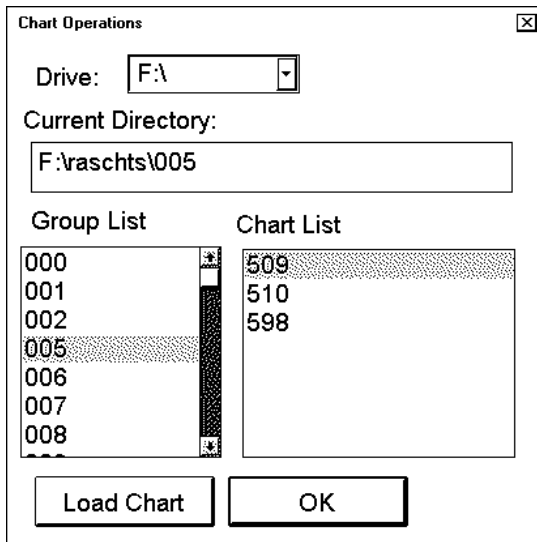 Chart Operations
Drive: F:\
Current Directory:
F:\raschts\005
Group List
Chart List
000
001
002
005
006
007
008
509
510
598
Load Chart
OK